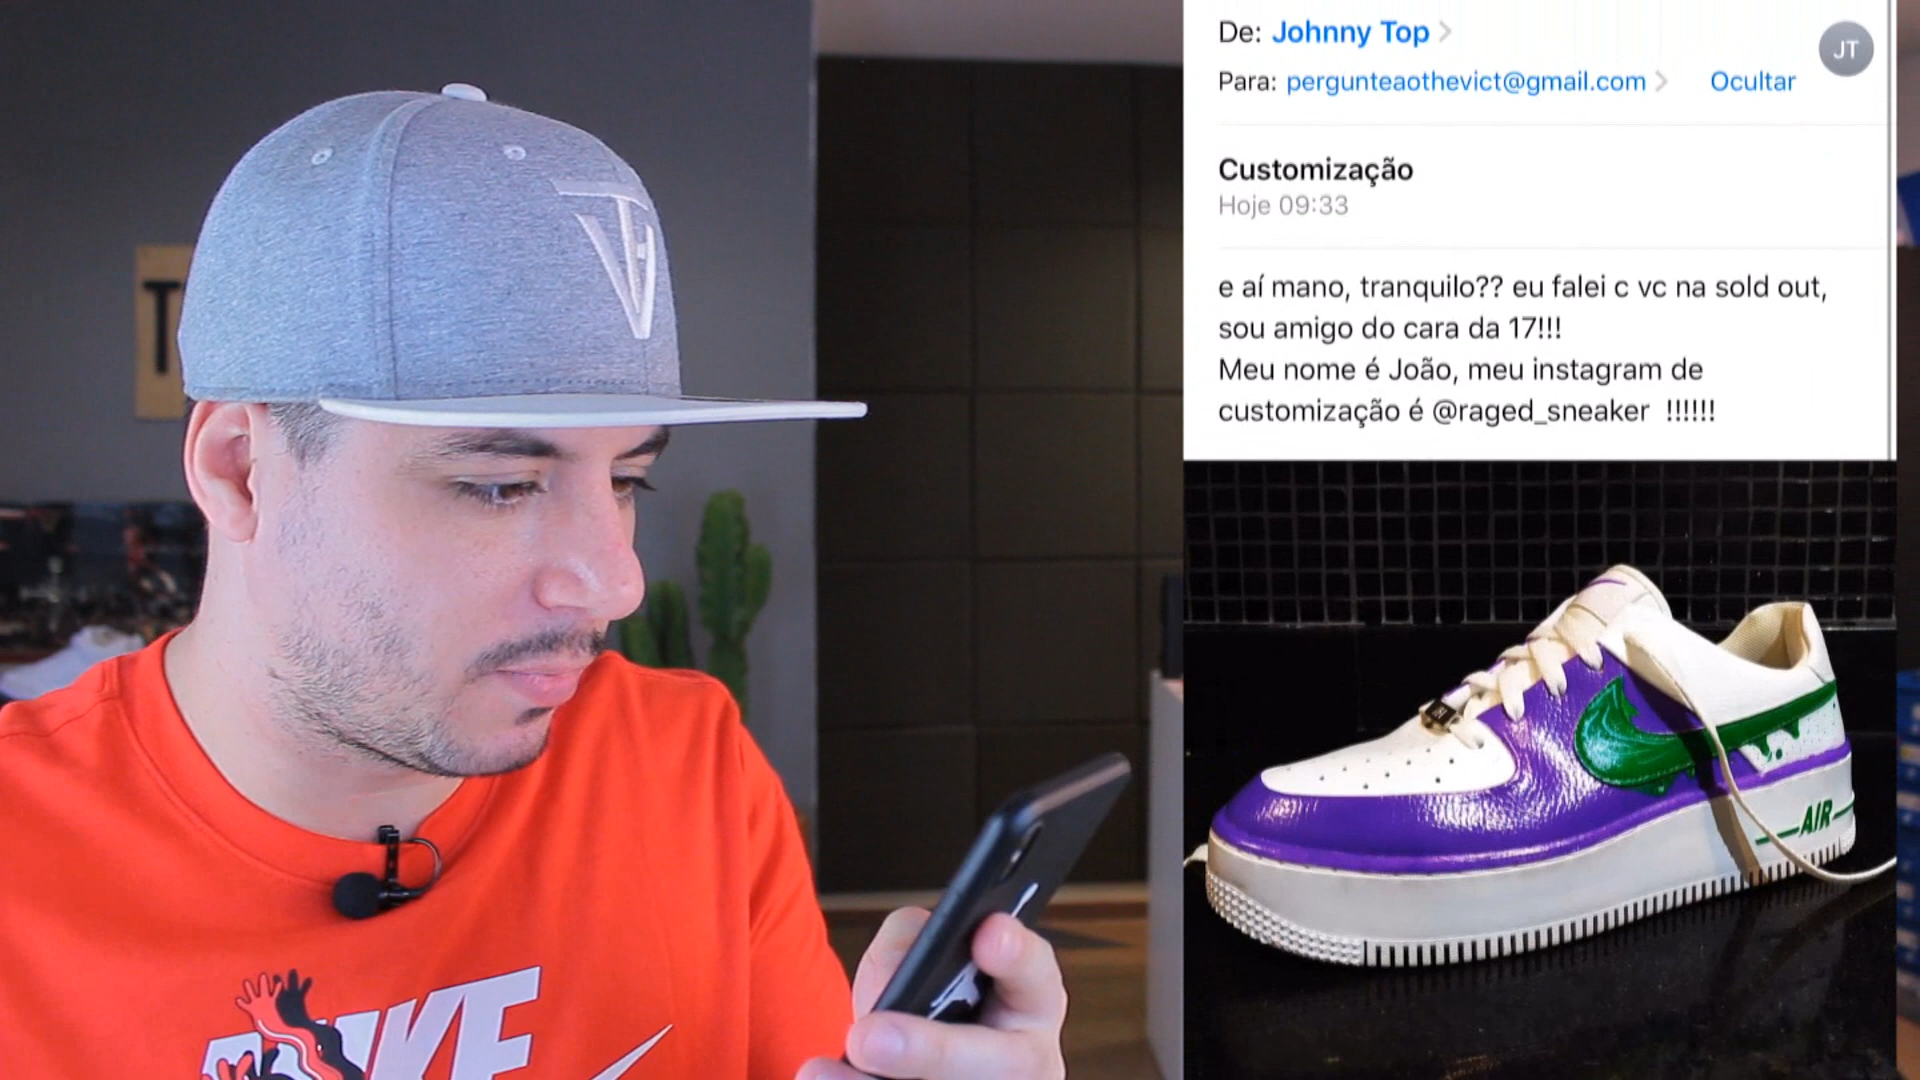 De: Johnny Top
JT
Para: pergunteaothevict@gmail.com Ocultar
Customização
Hoje 09:33
e aí mano, tranquilo?? eu falei c vc na sold out,
sou amigo do cara da 17!!!
Meu nome é João, meu instagram de
customização é @raged_sneaker !!!!!!
AIR
T
TV